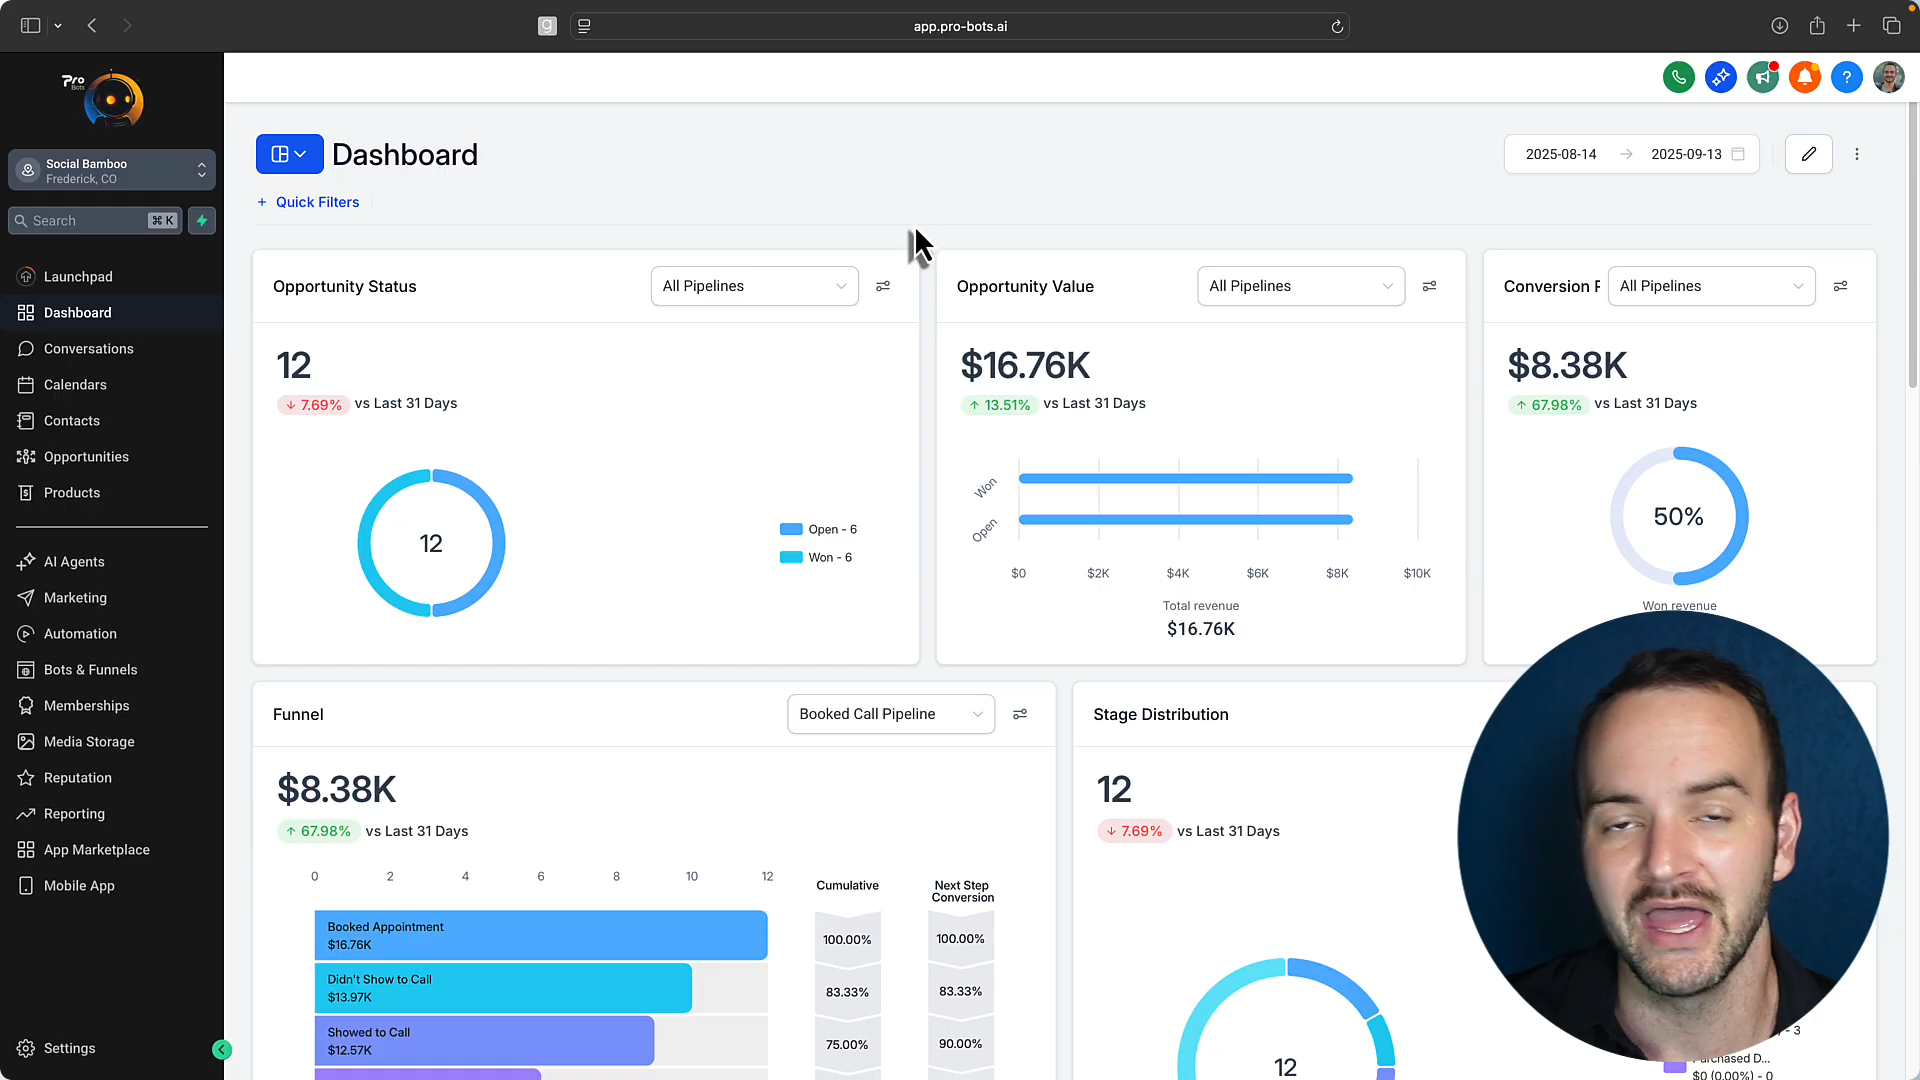 app.pro-bots.ai
Pro
Bots
Social Bamboo
Frederick, CO
Search
⌘ K
Launchpad
Dashboard
Conversations
Calendars
Contacts
Opportunities
Products
AI Agents
Marketing
Automation
Bots & Funnels
Memberships
Media Storage
Reputation
Reporting
App Marketplace
Mobile App
Settings
Dashboard
2025-08-14 → 2025-09-13
+ Quick Filters
Opportunity Status
All Pipelines
12
↓ 7.69% vs Last 31 Days
12
Open - 6
Won - 6
Opportunity Value
All Pipelines
$16.76K
↑ 13.51% vs Last 31 Days
Won
Open
$0 $2K $4K $6K $8K $10K
Total revenue
$16.76K
Conversion
All Pipelines
$8.38K
↑ 67.98% vs Last 31 Days
50%
Won revenue
Funnel
Booked Call Pipeline
$8.38K
↑ 67.98% vs Last 31 Days
0 2 4 6 8 10 12
Cumulative
Next Step
Conversion
Booked Appointment
$16.76K
100.00% 100.00%
Didn't Show to Call
$13.97K
83.33% 83.33%
Showed to Call
$12.57K
75.00% 90.00%
Stage Distribution
12
↓ 7.69% vs Last 31 Days
12
- 3
$0 (0.00%) - 0